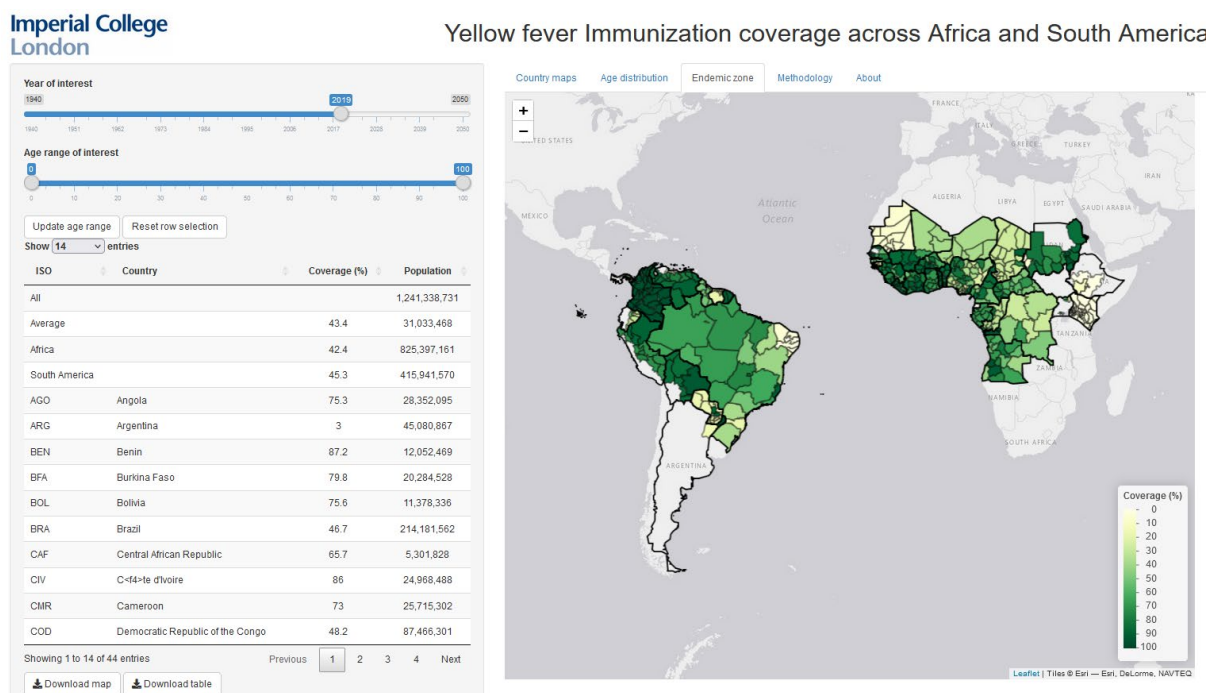 Imperial College
London
Yellow fever Immunization coverage across Africa and South America
Year of interest
1940 2019 2050
1940 1951 1962 1973 1984 1995 2006 2017 2028 2039 2050
Age range of interest
0 100
0 10 20 30 40 50 60 70 80 90 100
Update age range Reset row selection
Show 14 entries
ISO Country Coverage (%) Population
All 1,241,338,731
Average 43.4 31,033,468
Africa 42.4 825,397,161
South America 45.3 415,941,570
AGO Angola 75.3 28,352,095
ARG Argentina 3 45,080,867
BEN Benin 87.2 12,052,469
BFA Burkina Faso 79.8 20,284,528
BOL Bolivia 75.6 11,378,336
BRA Brazil 46.7 214,181,562
CAF Central African Republic 65.7 5,301,828
CIV C<f4>te d'Ivoire 86 24,968,488
CMR Cameroon 73 25,715,302
COD Democratic Republic of the Congo 48.2 87,466,301
Showing 1 to 14 of 44 entries Previous 1 2 3 4 Next
Download map Download table
Country maps Age distribution Endemic zone Methodology About
+
−
FRANCE
ITALY
GREECE TURKEY
IRAN
ALGERIA LIBYA EGYPT SAUDI ARABIA
MEXICO
Atlantic
Ocean
TANZANIA
ZAMBIA
NAMIBIA
SOUTH AFRICA
ARGENTINA
Coverage (%)
0
10
20
30
40
50
60
70
80
90
100
Leaflet | Tiles © Esri — Esri, DeLorme, NAVTEQ